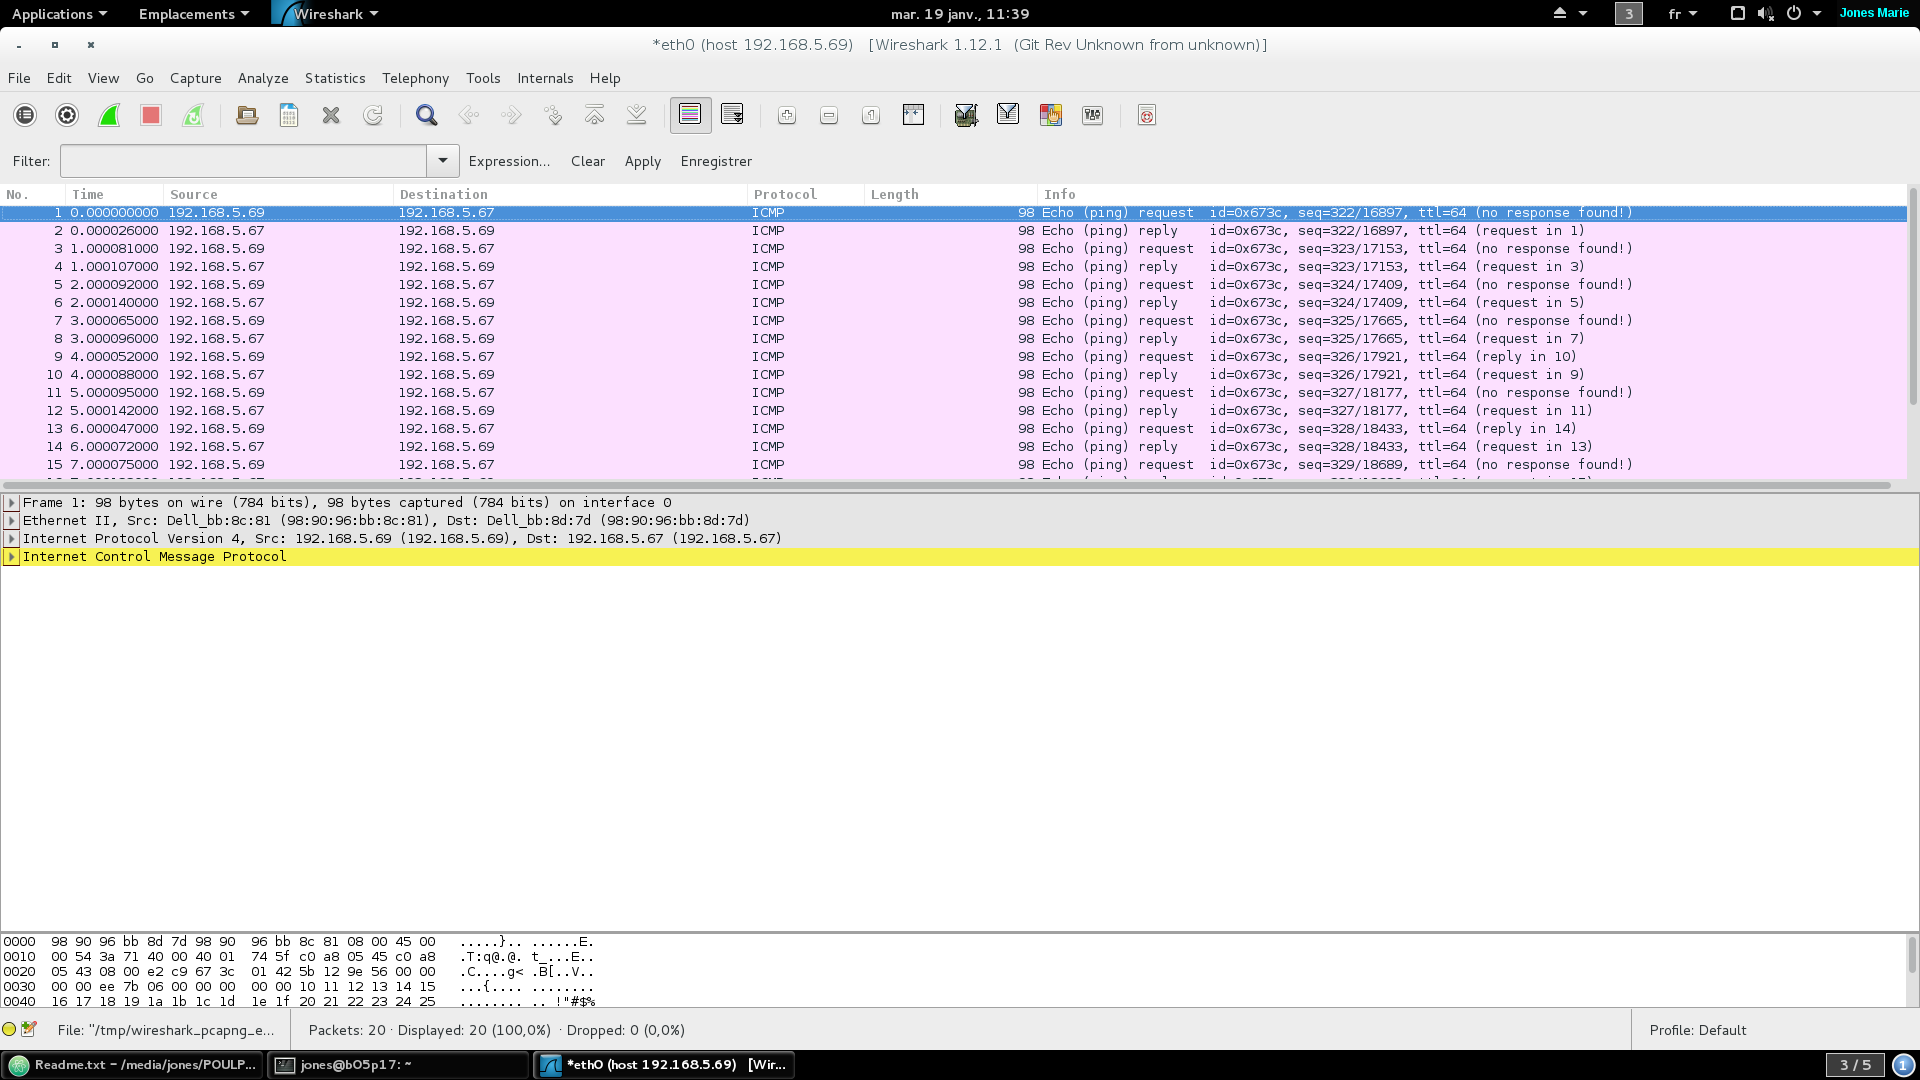 Applications Emplacements Wireshark mar. 19 janv., 11:39 3 fr Jones Marie
*eth0 (host 192.168.5.69) [Wireshark 1.12.1 (Git Rev Unknown from unknown)]
File Edit View Go Capture Analyze Statistics Telephony Tools Internals Help
Filter: Expression... Clear Apply Enregistrer
No. Time Source Destination Protocol Length Info
1 0.000000000 192.168.5.69 192.168.5.67 ICMP 98 Echo (ping) request id=0x673c, seq=322/16897, ttl=64 (no response found!)
2 0.000026000 192.168.5.67 192.168.5.69 ICMP 98 Echo (ping) reply id=0x673c, seq=322/16897, ttl=64 (request in 1)
3 1.000081000 192.168.5.69 192.168.5.67 ICMP 98 Echo (ping) request id=0x673c, seq=323/17153, ttl=64 (no response found!)
4 1.000107000 192.168.5.67 192.168.5.69 ICMP 98 Echo (ping) reply id=0x673c, seq=323/17153, ttl=64 (request in 3)
5 2.000092000 192.168.5.69 192.168.5.67 ICMP 98 Echo (ping) request id=0x673c, seq=324/17409, ttl=64 (no response found!)
6 2.000140000 192.168.5.67 192.168.5.69 ICMP 98 Echo (ping) reply id=0x673c, seq=324/17409, ttl=64 (request in 5)
7 3.000065000 192.168.5.69 192.168.5.67 ICMP 98 Echo (ping) request id=0x673c, seq=325/17665, ttl=64 (no response found!)
8 3.000096000 192.168.5.67 192.168.5.69 ICMP 98 Echo (ping) reply id=0x673c, seq=325/17665, ttl=64 (request in 7)
9 4.000052000 192.168.5.69 192.168.5.67 ICMP 98 Echo (ping) request id=0x673c, seq=326/17921, ttl=64 (reply in 10)
10 4.000088000 192.168.5.67 192.168.5.69 ICMP 98 Echo (ping) reply id=0x673c, seq=326/17921, ttl=64 (request in 9)
11 5.000095000 192.168.5.69 192.168.5.67 ICMP 98 Echo (ping) request id=0x673c, seq=327/18177, ttl=64 (no response found!)
12 5.000142000 192.168.5.67 192.168.5.69 ICMP 98 Echo (ping) reply id=0x673c, seq=327/18177, ttl=64 (request in 11)
13 6.000047000 192.168.5.69 192.168.5.67 ICMP 98 Echo (ping) request id=0x673c, seq=328/18433, ttl=64 (reply in 14)
14 6.000072000 192.168.5.67 192.168.5.69 ICMP 98 Echo (ping) reply id=0x673c, seq=328/18433, ttl=64 (request in 13)
15 7.000075000 192.168.5.69 192.168.5.67 ICMP 98 Echo (ping) request id=0x673c, seq=329/18689, ttl=64 (no response found!)
Frame 1: 98 bytes on wire (784 bits), 98 bytes captured (784 bits) on interface 0
Ethernet II, Src: Dell_bb:8c:81 (98:90:96:bb:8c:81), Dst: Dell_bb:8d:7d (98:90:96:bb:8d:7d)
Internet Protocol Version 4, Src: 192.168.5.69 (192.168.5.69), Dst: 192.168.5.67 (192.168.5.67)
Internet Control Message Protocol
0000 98 90 96 bb 8d 7d 98 90 96 bb 8c 81 08 00 45 00 .....}.. ......E.
0010 00 54 3a 71 40 00 40 01 74 5f c0 a8 05 45 c0 a8 .T:q@.@. t_...E..
0020 05 43 08 00 e2 c9 67 3c 01 42 5b 12 9e 56 00 00 .C....g< .B[..V..
0030 00 00 ee 7b 06 00 00 00 00 00 10 11 12 13 14 15 ...{.... ........
0040 16 17 18 19 1a 1b 1c 1d 1e 1f 20 21 22 23 24 25 ........ .. !"#$%
File: "/tmp/wireshark_pcapng_e... Packets: 20 · Displayed: 20 (100,0%) · Dropped: 0 (0,0%) Profile: Default
Readme.txt – /media/jones/POULP... jones@b05p17: ~ *eth0 (host 192.168.5.69) [Wir... 3 / 5 1